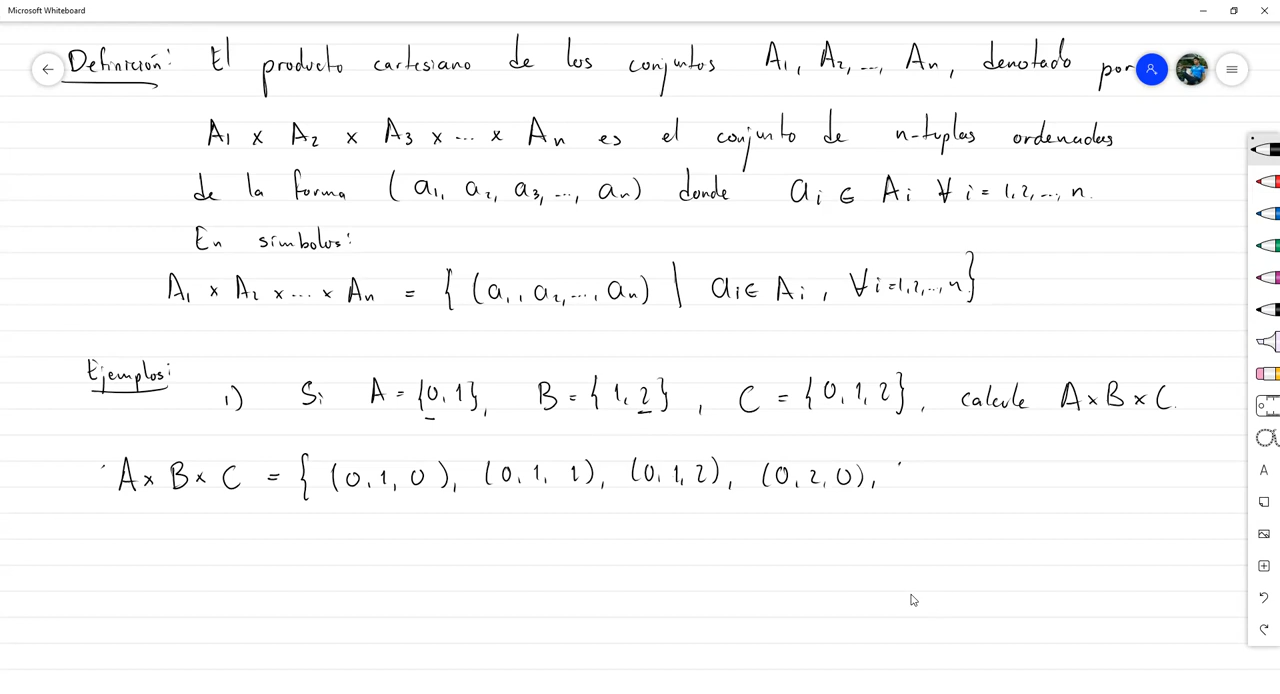 Microsoft Whiteboard
Definición: El producto cartesiano de los conjuntos A₁, A₂, ..., Aₙ, denotado por
A₁ × A₂ × A₃ × ... × Aₙ es el conjunto de n-tuplas ordenadas
de la forma (a₁, a₂, a₃, ..., aₙ) donde aᵢ ∈ Aᵢ ∀ i = 1, 2, ..., n.
En símbolos:
A₁ × A₂ × ... × Aₙ = { (a₁, a₂, ..., aₙ) | aᵢ ∈ Aᵢ, ∀ i = 1, 2, ..., n }
Ejemplos:
1) Si A = {0, 1}, B = {1, 2}, C = {0, 1, 2}, calcule A × B × C.
A × B × C = { (0, 1, 0), (0, 1, 1), (0, 1, 2), (0, 2, 0),
A